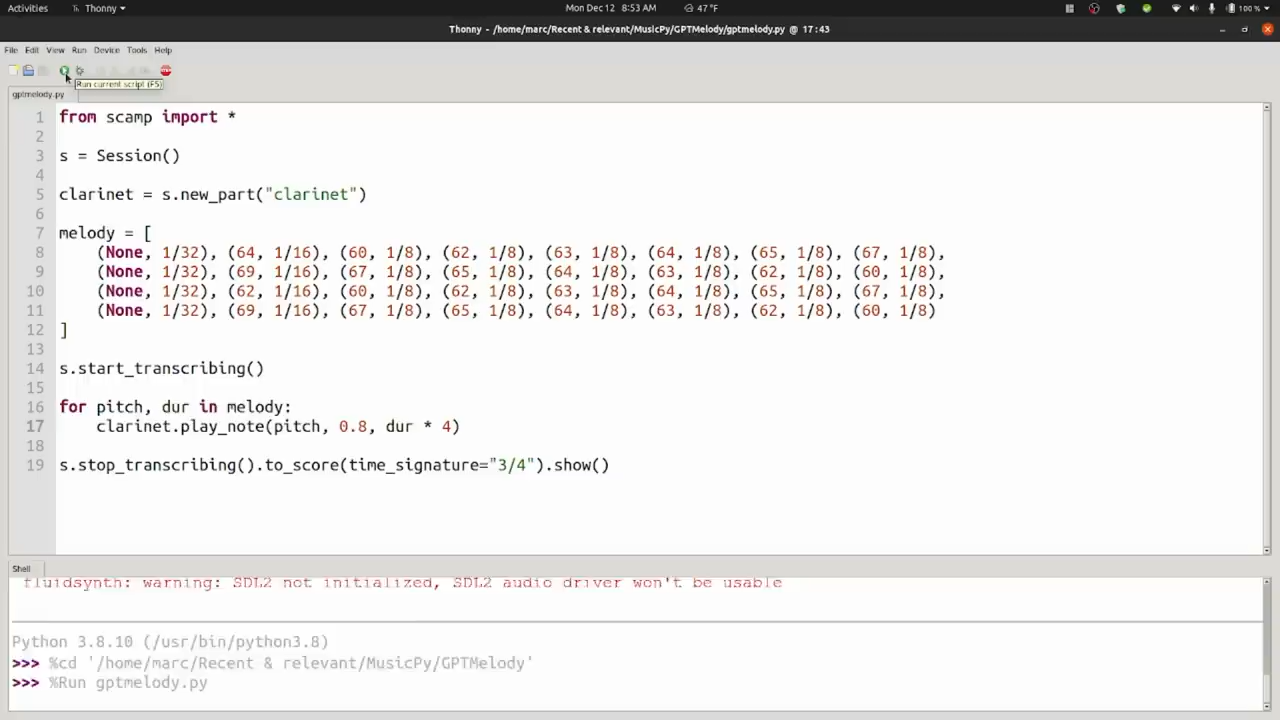 Activities Thonny Mon Dec 12 8:53 AM 47 °F 100 %
Thonny - /home/marc/Recent & relevant/MusicPy/GPTMelody/gptmelody.py @ 17:43
File Edit View Run Device Tools Help
Run current script (F5)
gptmelody.py
1 from scamp import *
2
3 s = Session()
4
5 clarinet = s.new_part("clarinet")
6
7 melody = [
8 (None, 1/32), (64, 1/16), (60, 1/8), (62, 1/8), (63, 1/8), (64, 1/8), (65, 1/8), (67, 1/8),
9 (None, 1/32), (69, 1/16), (67, 1/8), (65, 1/8), (64, 1/8), (63, 1/8), (62, 1/8), (60, 1/8),
10 (None, 1/32), (62, 1/16), (60, 1/8), (62, 1/8), (63, 1/8), (64, 1/8), (65, 1/8), (67, 1/8),
11 (None, 1/32), (69, 1/16), (67, 1/8), (65, 1/8), (64, 1/8), (63, 1/8), (62, 1/8), (60, 1/8)
12 ]
13
14 s.start_transcribing()
15
16 for pitch, dur in melody:
17 clarinet.play_note(pitch, 0.8, dur * 4)
18
19 s.stop_transcribing().to_score(time_signature="3/4").show()
Shell
fluidsynth: warning: SDL2 not initialized, SDL2 audio driver won't be usable
Python 3.8.10 (/usr/bin/python3.8)
>>> %cd '/home/marc/Recent & relevant/MusicPy/GPTMelody'
>>> %Run gptmelody.py